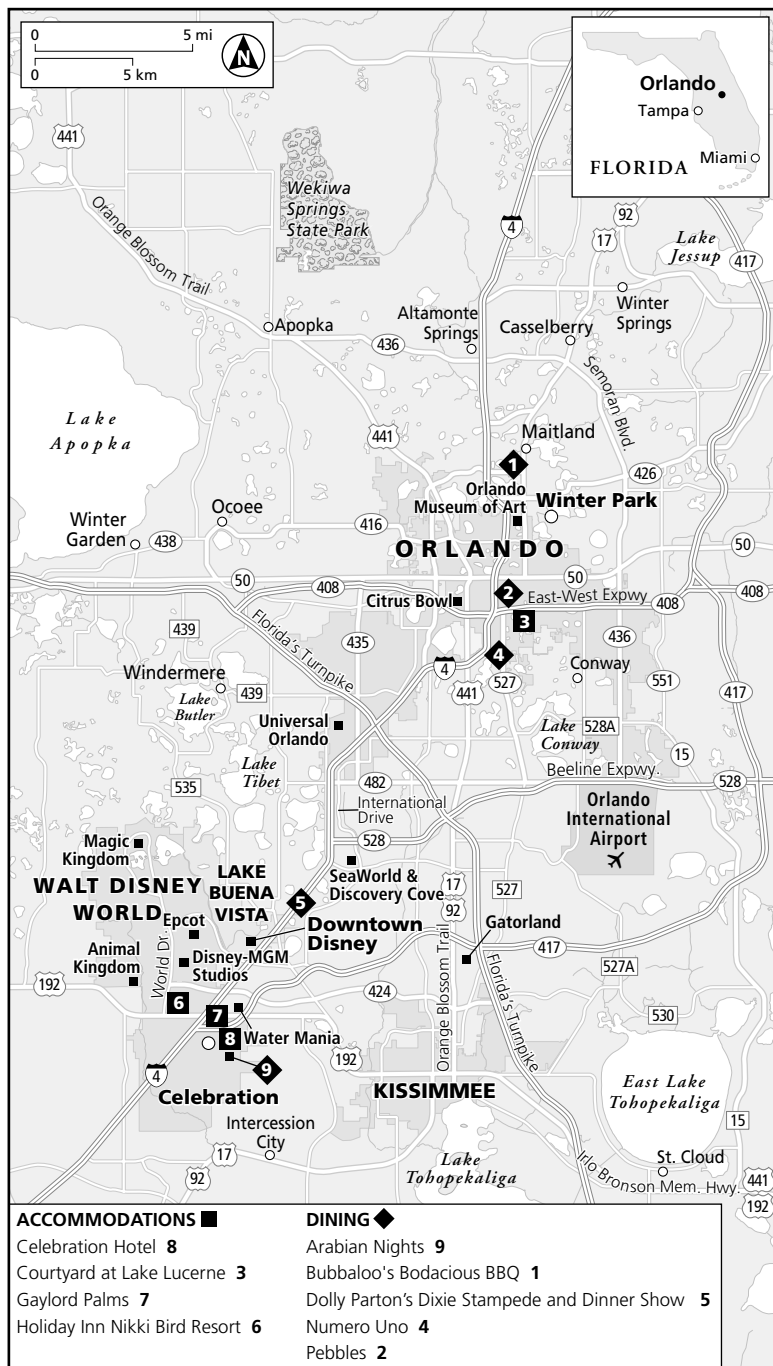 0 5 mi
0 5 km
N
Orlando
Tampa
FLORIDA
Miami
441
Wekiwa
Springs
State Park
Orange Blossom Trail
4
92
17
Lake
Jessup
417
Winter
Springs
Altamonte
Springs
Casselberry
Apopka
436
Semoran Blvd.
Lake
Apopka
441
Maitland
1
426
Orlando
Museum of Art
Winter Park
Ocoee
416
Winter
Garden
438
ORLANDO
50
50
408
50
2
Citrus Bowl
East-West Expwy
408
408
3
Florida's Turnpike
439
435
436
4
4
Windermere
439
441
527
Conway
551
417
Lake
Butler
Universal
Orlando
Lake
Conway
528A
15
Lake
Tibet
535
482
Beeline Expwy.
528
International
Drive
Orlando
International
Airport
528
Magic
Kingdom
SeaWorld &
Discovery Cove
LAKE
BUENA
VISTA
WALT DISNEY
WORLD
17
92
527
5
Epcot
Downtown
Disney
Gatorland
417
World Dr.
Disney-MGM
Studios
Animal
Kingdom
527A
192
6
424
Orange Blossom Trail
Florida's Turnpike
530
7
Water Mania
8
192
9
4
Celebration
KISSIMMEE
East Lake
Tohopekaliga
15
Intercession
City
17
92
Lake
Tohopekaliga
St. Cloud
Irlo Bronson Mem. Hwy.
441
192
ACCOMMODATIONS
Celebration Hotel 8
Courtyard at Lake Lucerne 3
Gaylord Palms 7
Holiday Inn Nikki Bird Resort 6
DINING
Arabian Nights 9
Bubbaloo's Bodacious BBQ 1
Dolly Parton's Dixie Stampede and Dinner Show 5
Numero Uno 4
Pebbles 2